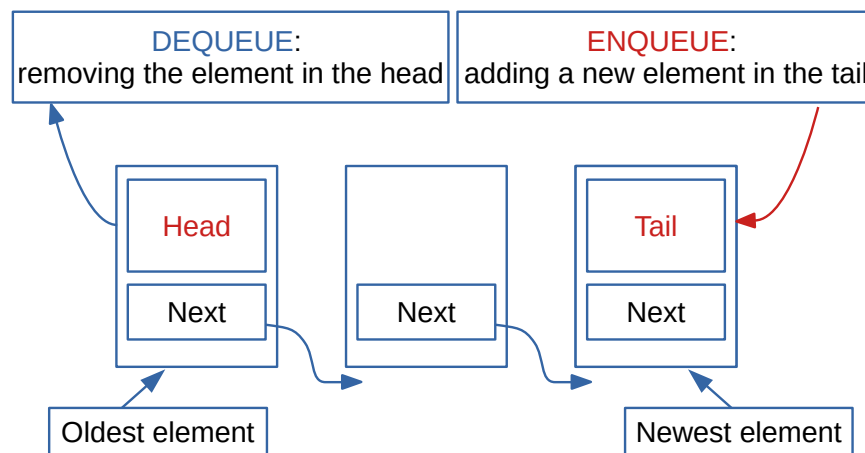 DEQUEUE:
removing the element in the head
ENQUEUE:
adding a new element in the tail
Head
Tail
Next
Next
Next
Oldest element
Newest element